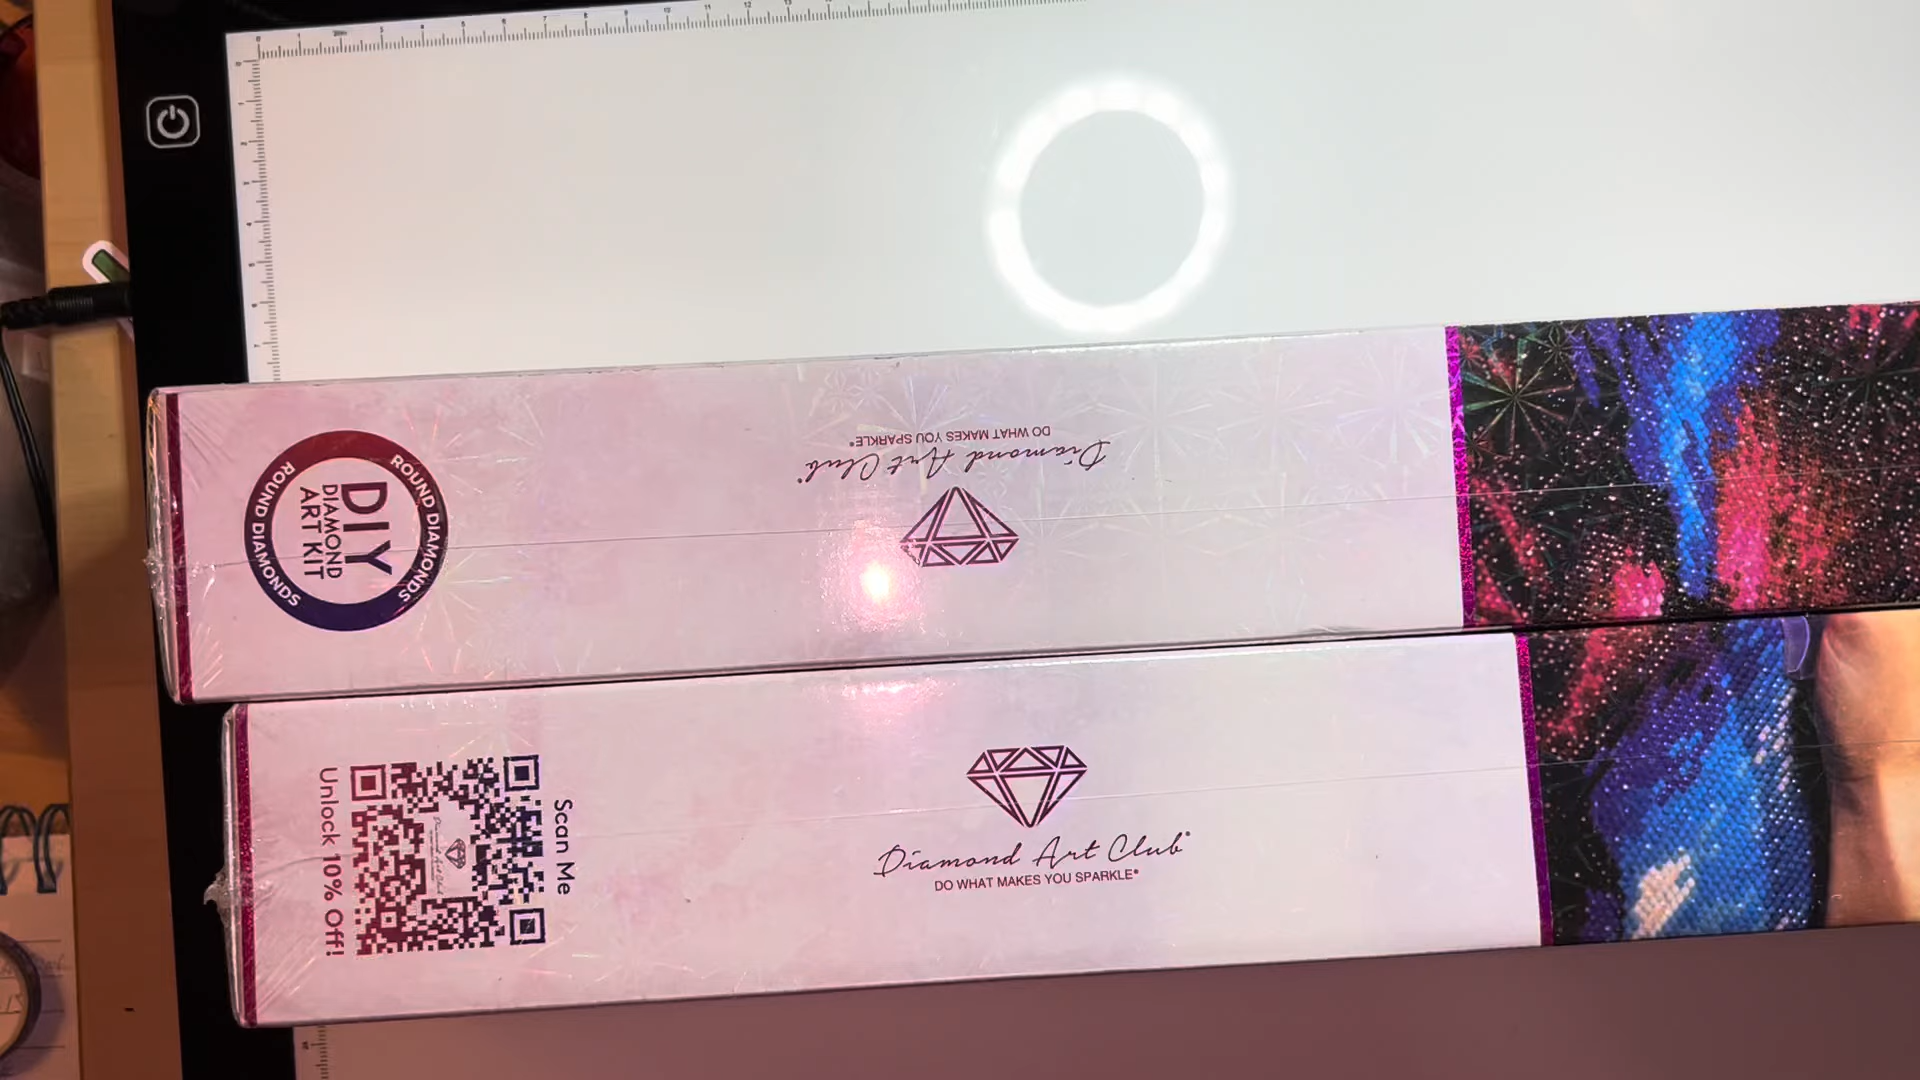 ROUND DIAMONDS
DIY
DIAMOND
ART KIT
ROUND DIAMONDS
Diamond Art Club
DO WHAT MAKES YOU SPARKLE®
Scan Me
Unlock 10% Off!
Diamond Art Club®
DO WHAT MAKES YOU SPARKLE®